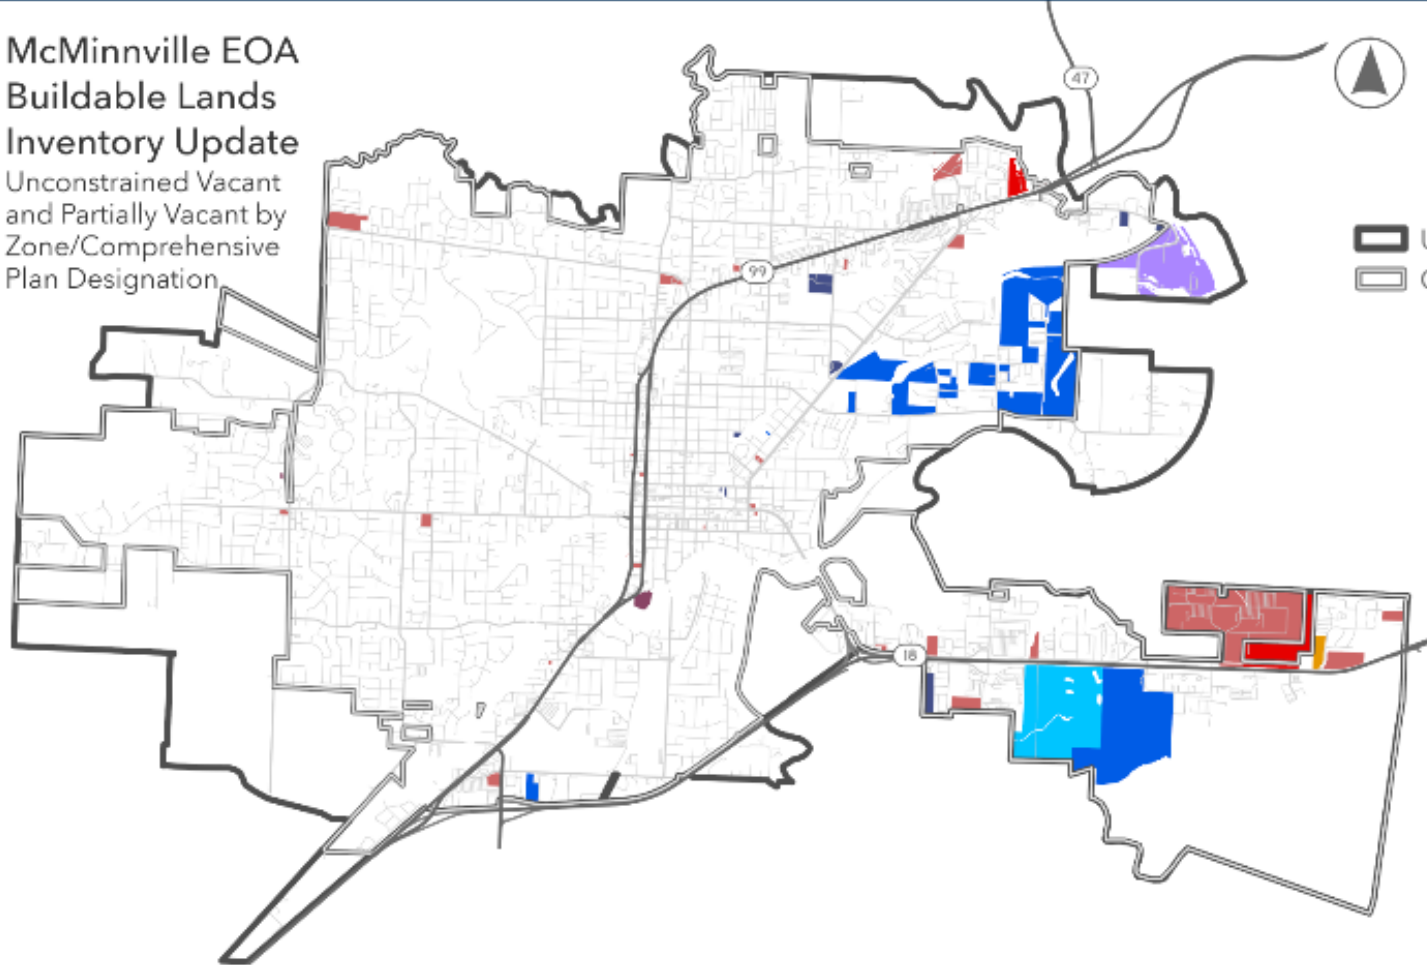 McMinnville EOA
Buildable Lands
Inventory Update
Unconstrained Vacant
and Partially Vacant by
Zone/Comprehensive
Plan Designation
47
99
18